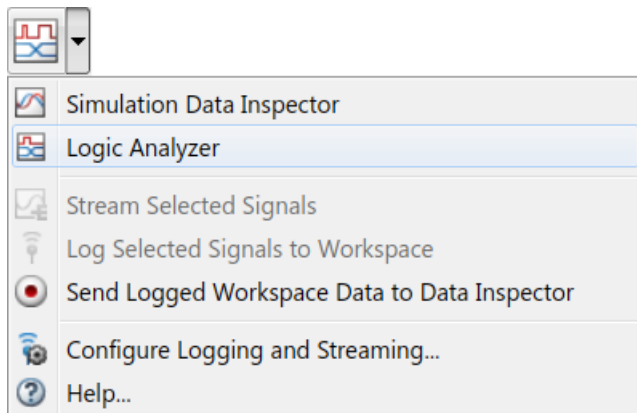 Simulation Data Inspector
Logic Analyzer
Stream Selected Signals
Log Selected Signals to Workspace
Send Logged Workspace Data to Data Inspector
Configure Logging and Streaming...
Help...